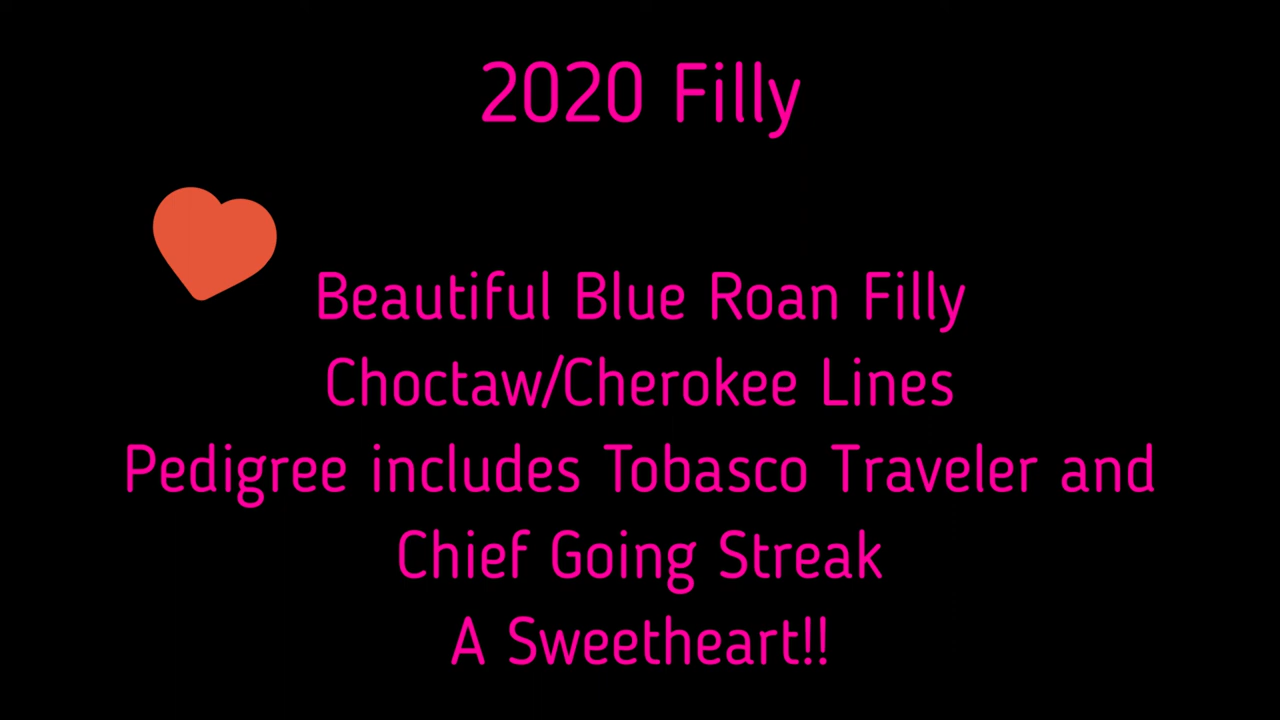 2020 Filly
Beautiful Blue Roan Filly
Choctaw/Cherokee Lines
Pedigree includes Tobasco Traveler and
Chief Going Streak
A Sweetheart!!